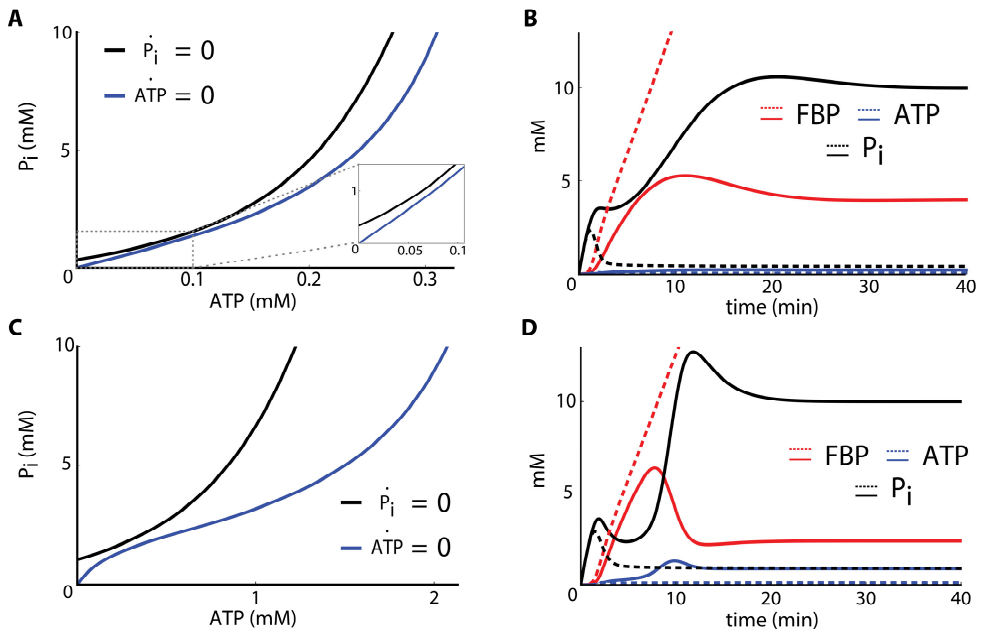 A
10
5
0
Pi (mM)
Ṗi = 0
ȦTP = 0
1
0
0.05
0.1
0.1
0.2
0.3
ATP (mM)
B
10
5
0
mM
FBP
ATP
Pi
10
20
30
40
time (min)
C
10
5
0
Pi (mM)
Ṗi = 0
ȦTP = 0
1
2
ATP (mM)
D
10
5
0
mM
FBP
ATP
Pi
10
20
30
40
time (min)